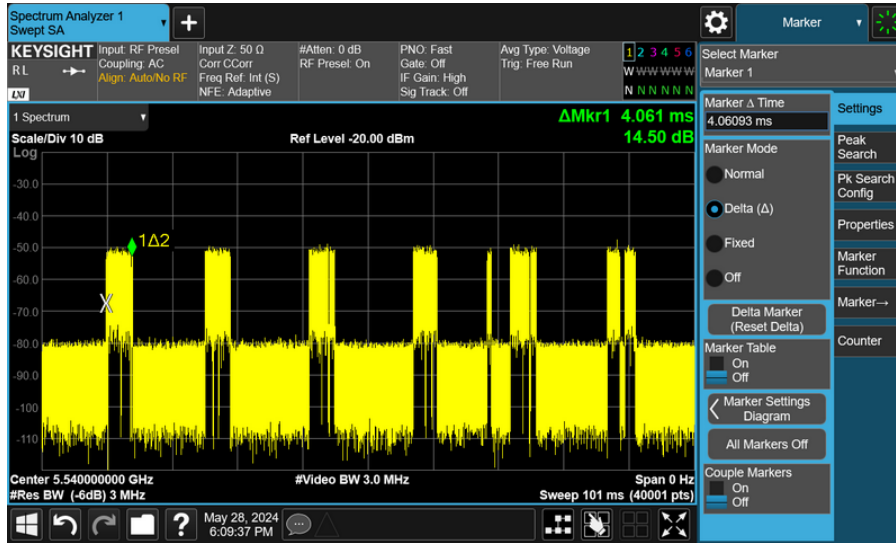 Spectrum Analyzer 1
Swept SA
+
Marker
KEYSIGHT
RL
LXI
Input: RF Presel
Coupling: AC
Align: Auto/No RF
Input Z: 50 Ω
Corr CCorr
Freq Ref: Int (S)
NFE: Adaptive
#Atten: 0 dB
RF Presel: On
PNO: Fast
Gate: Off
IF Gain: High
Sig Track: Off
Avg Type: Voltage
Trig: Free Run
1 2 3 4 5 6
W W W W W W
N N N N N N
Select Marker
Marker 1
1 Spectrum
ΔMkr1 4.061 ms
14.50 dB
Scale/Div 10 dB
Ref Level -20.00 dBm
Log
-30.0
-40.0
-50.0
-60.0
-70.0
-80.0
-90.0
-100
-110
1Δ2
X
Center 5.540000000 GHz
#Video BW 3.0 MHz
Span 0 Hz
#Res BW (-6dB) 3 MHz
Sweep 101 ms (40001 pts)
Marker Δ Time
4.06093 ms
Marker Mode
Normal
Delta (Δ)
Fixed
Off
Delta Marker
(Reset Delta)
Marker Table
On
Off
Marker Settings
Diagram
All Markers Off
Couple Markers
On
Off
Settings
Peak
Search
Pk Search
Config
Properties
Marker
Function
Marker→
Counter
?
May 28, 2024
6:09:37 PM